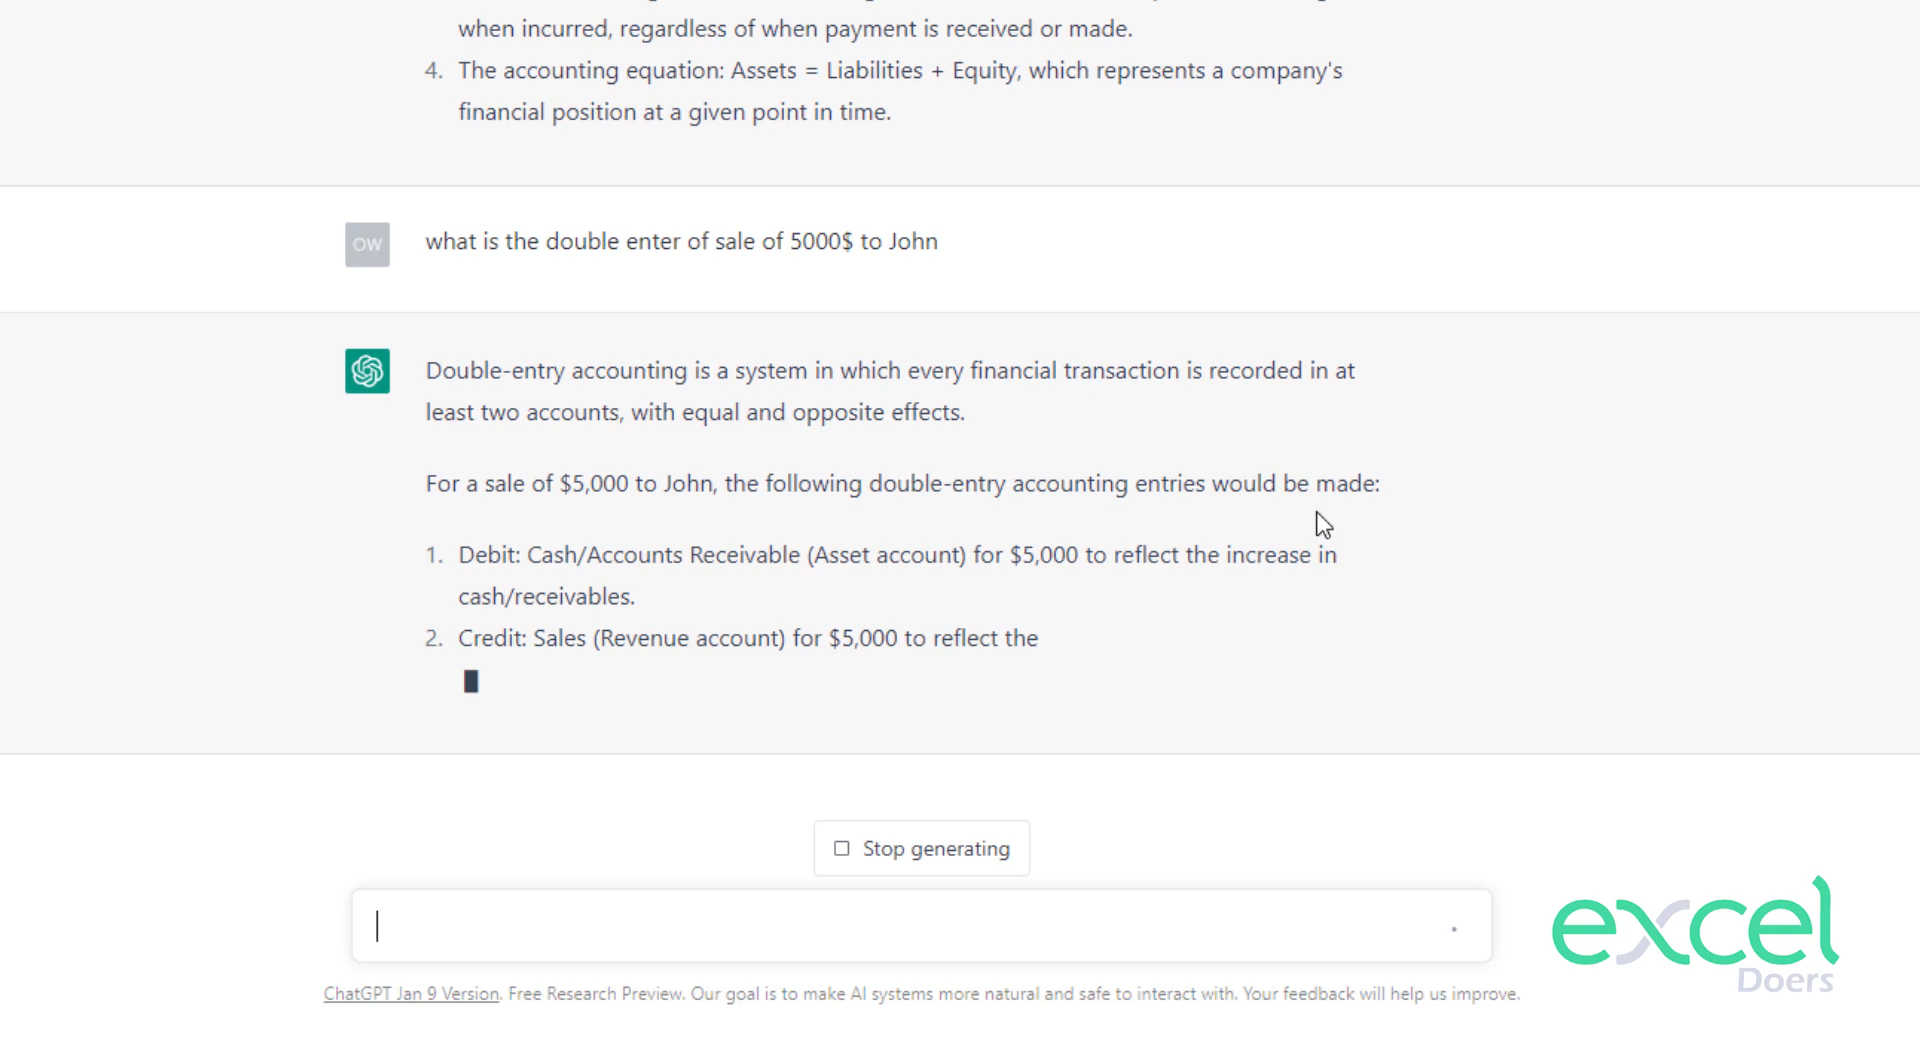 when incurred, regardless of when payment is received or made.
4. The accounting equation: Assets = Liabilities + Equity, which represents a company's
financial position at a given point in time.
OW
what is the double enter of sale of 5000$ to John
Double-entry accounting is a system in which every financial transaction is recorded in at
least two accounts, with equal and opposite effects.
For a sale of $5,000 to John, the following double-entry accounting entries would be made:
1. Debit: Cash/Accounts Receivable (Asset account) for $5,000 to reflect the increase in
cash/receivables.
2. Credit: Sales (Revenue account) for $5,000 to reflect the
Stop generating
excel
Doers
ChatGPT Jan 9 Version. Free Research Preview. Our goal is to make AI systems more natural and safe to interact with. Your feedback will help us improve.